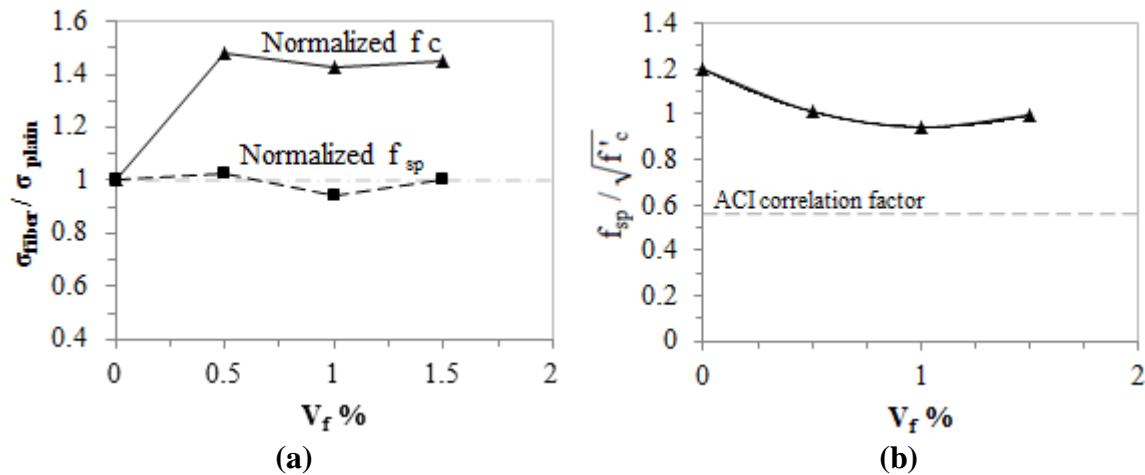 1.6
1.4
1.2
1
0.8
0.6
0.4
σfiber / σ plain
Normalized f c
Normalized f sp
0 0.5 1 1.5 2
Vf %
(a)
1.4
1.2
1
0.8
0.6
0.4
0.2
0
fsp / √f'c
ACI correlation factor
0 1 2
Vf %
(b)